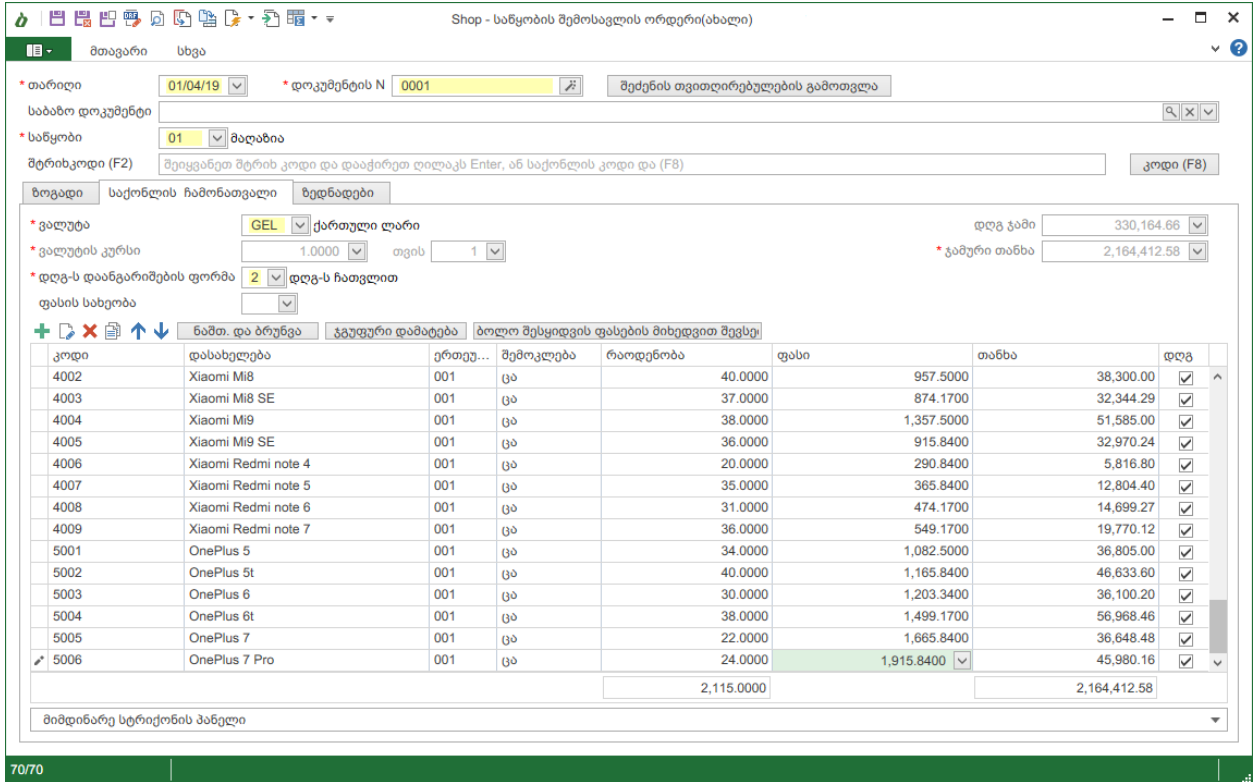 Shop - საწყობის შემოსავლის ორდერი(ახალი)
მთავარი სხვა
* თარიღი 01/04/19 * დოკუმენტის N 0001 შეძენის თვითღირებულების გამოთვლა
საბაზო დოკუმენტი
* საწყობი 01 მაღაზია
შტრიხკოდი (F2) შეიყვანეთ შტრიხ კოდი და დააჭირეთ ღილაკს Enter, ან საქონლის კოდი და (F8) კოდი (F8)
ზოგადი საქონლის ჩამონათვალი ზედნადები
* ვალუტა GEL ქართული ლარი დღგ ჯამი 330,164.66
* ვალუტის კურსი 1.0000 თვის 1 * ჯამური თანხა 2,164,412.58
* დღგ-ს დაანგარიშების ფორმა 2 დღგ-ს ჩათვლით
ფასის სახეობა
ნაშთ. და ბრუნვა ჯგუფური დამატება ბოლო შესყიდვის ფასების მიხედვით შევსე
კოდი დასახელება ერთეუ... შემოკლება რაოდენობა ფასი თანხა დღგ
4002 Xiaomi Mi8 001 ცა 40.0000 957.5000 38,300.00
4003 Xiaomi Mi8 SE 001 ცა 37.0000 874.1700 32,344.29
4004 Xiaomi Mi9 001 ცა 38.0000 1,357.5000 51,585.00
4005 Xiaomi Mi9 SE 001 ცა 36.0000 915.8400 32,970.24
4006 Xiaomi Redmi note 4 001 ცა 20.0000 290.8400 5,816.80
4007 Xiaomi Redmi note 5 001 ცა 35.0000 365.8400 12,804.40
4008 Xiaomi Redmi note 6 001 ცა 31.0000 474.1700 14,699.27
4009 Xiaomi Redmi note 7 001 ცა 36.0000 549.1700 19,770.12
5001 OnePlus 5 001 ცა 34.0000 1,082.5000 36,805.00
5002 OnePlus 5t 001 ცა 40.0000 1,165.8400 46,633.60
5003 OnePlus 6 001 ცა 30.0000 1,203.3400 36,100.20
5004 OnePlus 6t 001 ცა 38.0000 1,499.1700 56,968.46
5005 OnePlus 7 001 ცა 22.0000 1,665.8400 36,648.48
5006 OnePlus 7 Pro 001 ცა 24.0000 1,915.8400 45,980.16
2,115.0000 2,164,412.58
მიმდინარე სტრიქონის პანელი
70/70